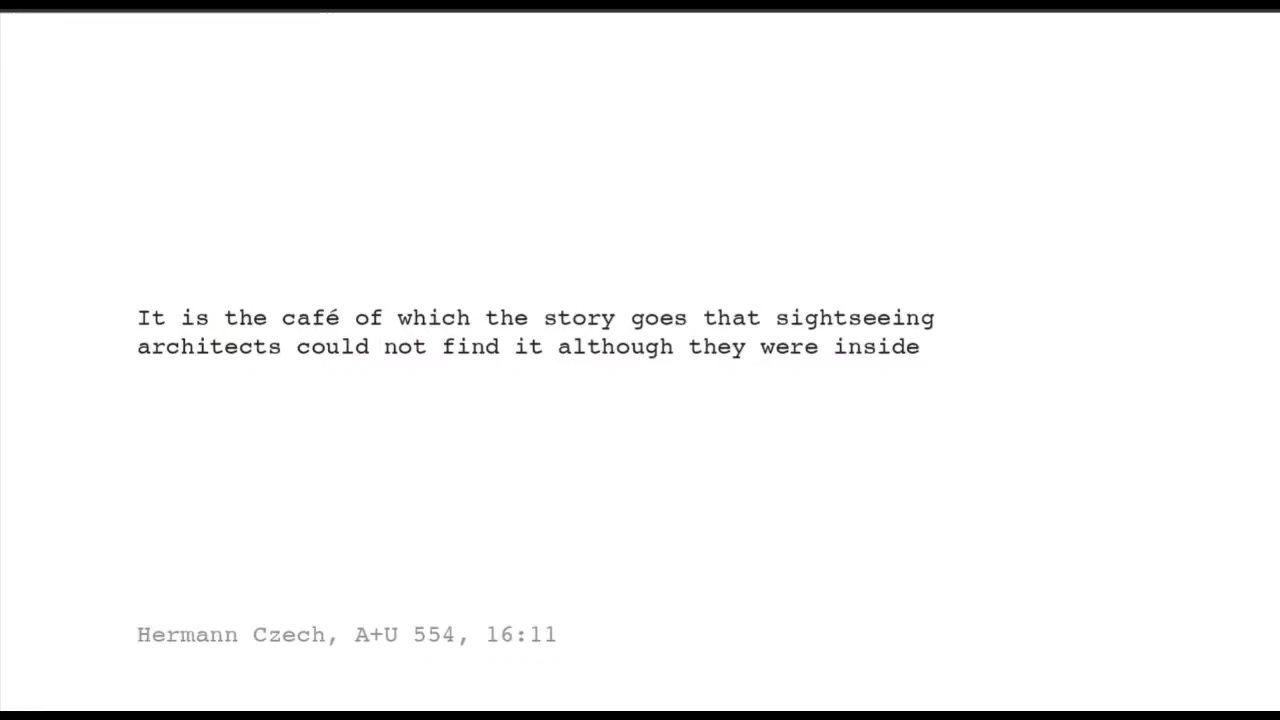 It is the café of which the story goes that sightseeing
architects could not find it although they were inside
Hermann Czech, A+U 554, 16:11